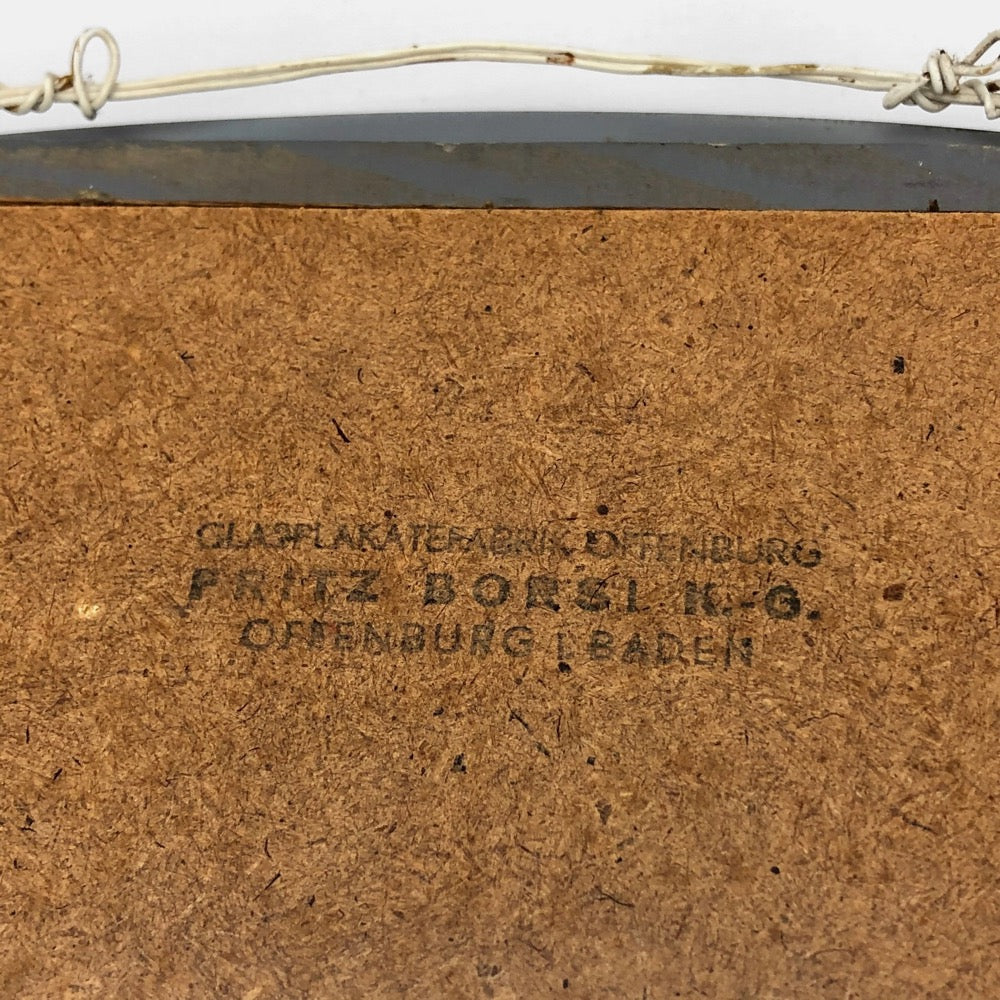 GLASPLAKATEFABRIK OFFENBURG
FRITZ BORSI K.-G.
OFFENBURG I. BADEN